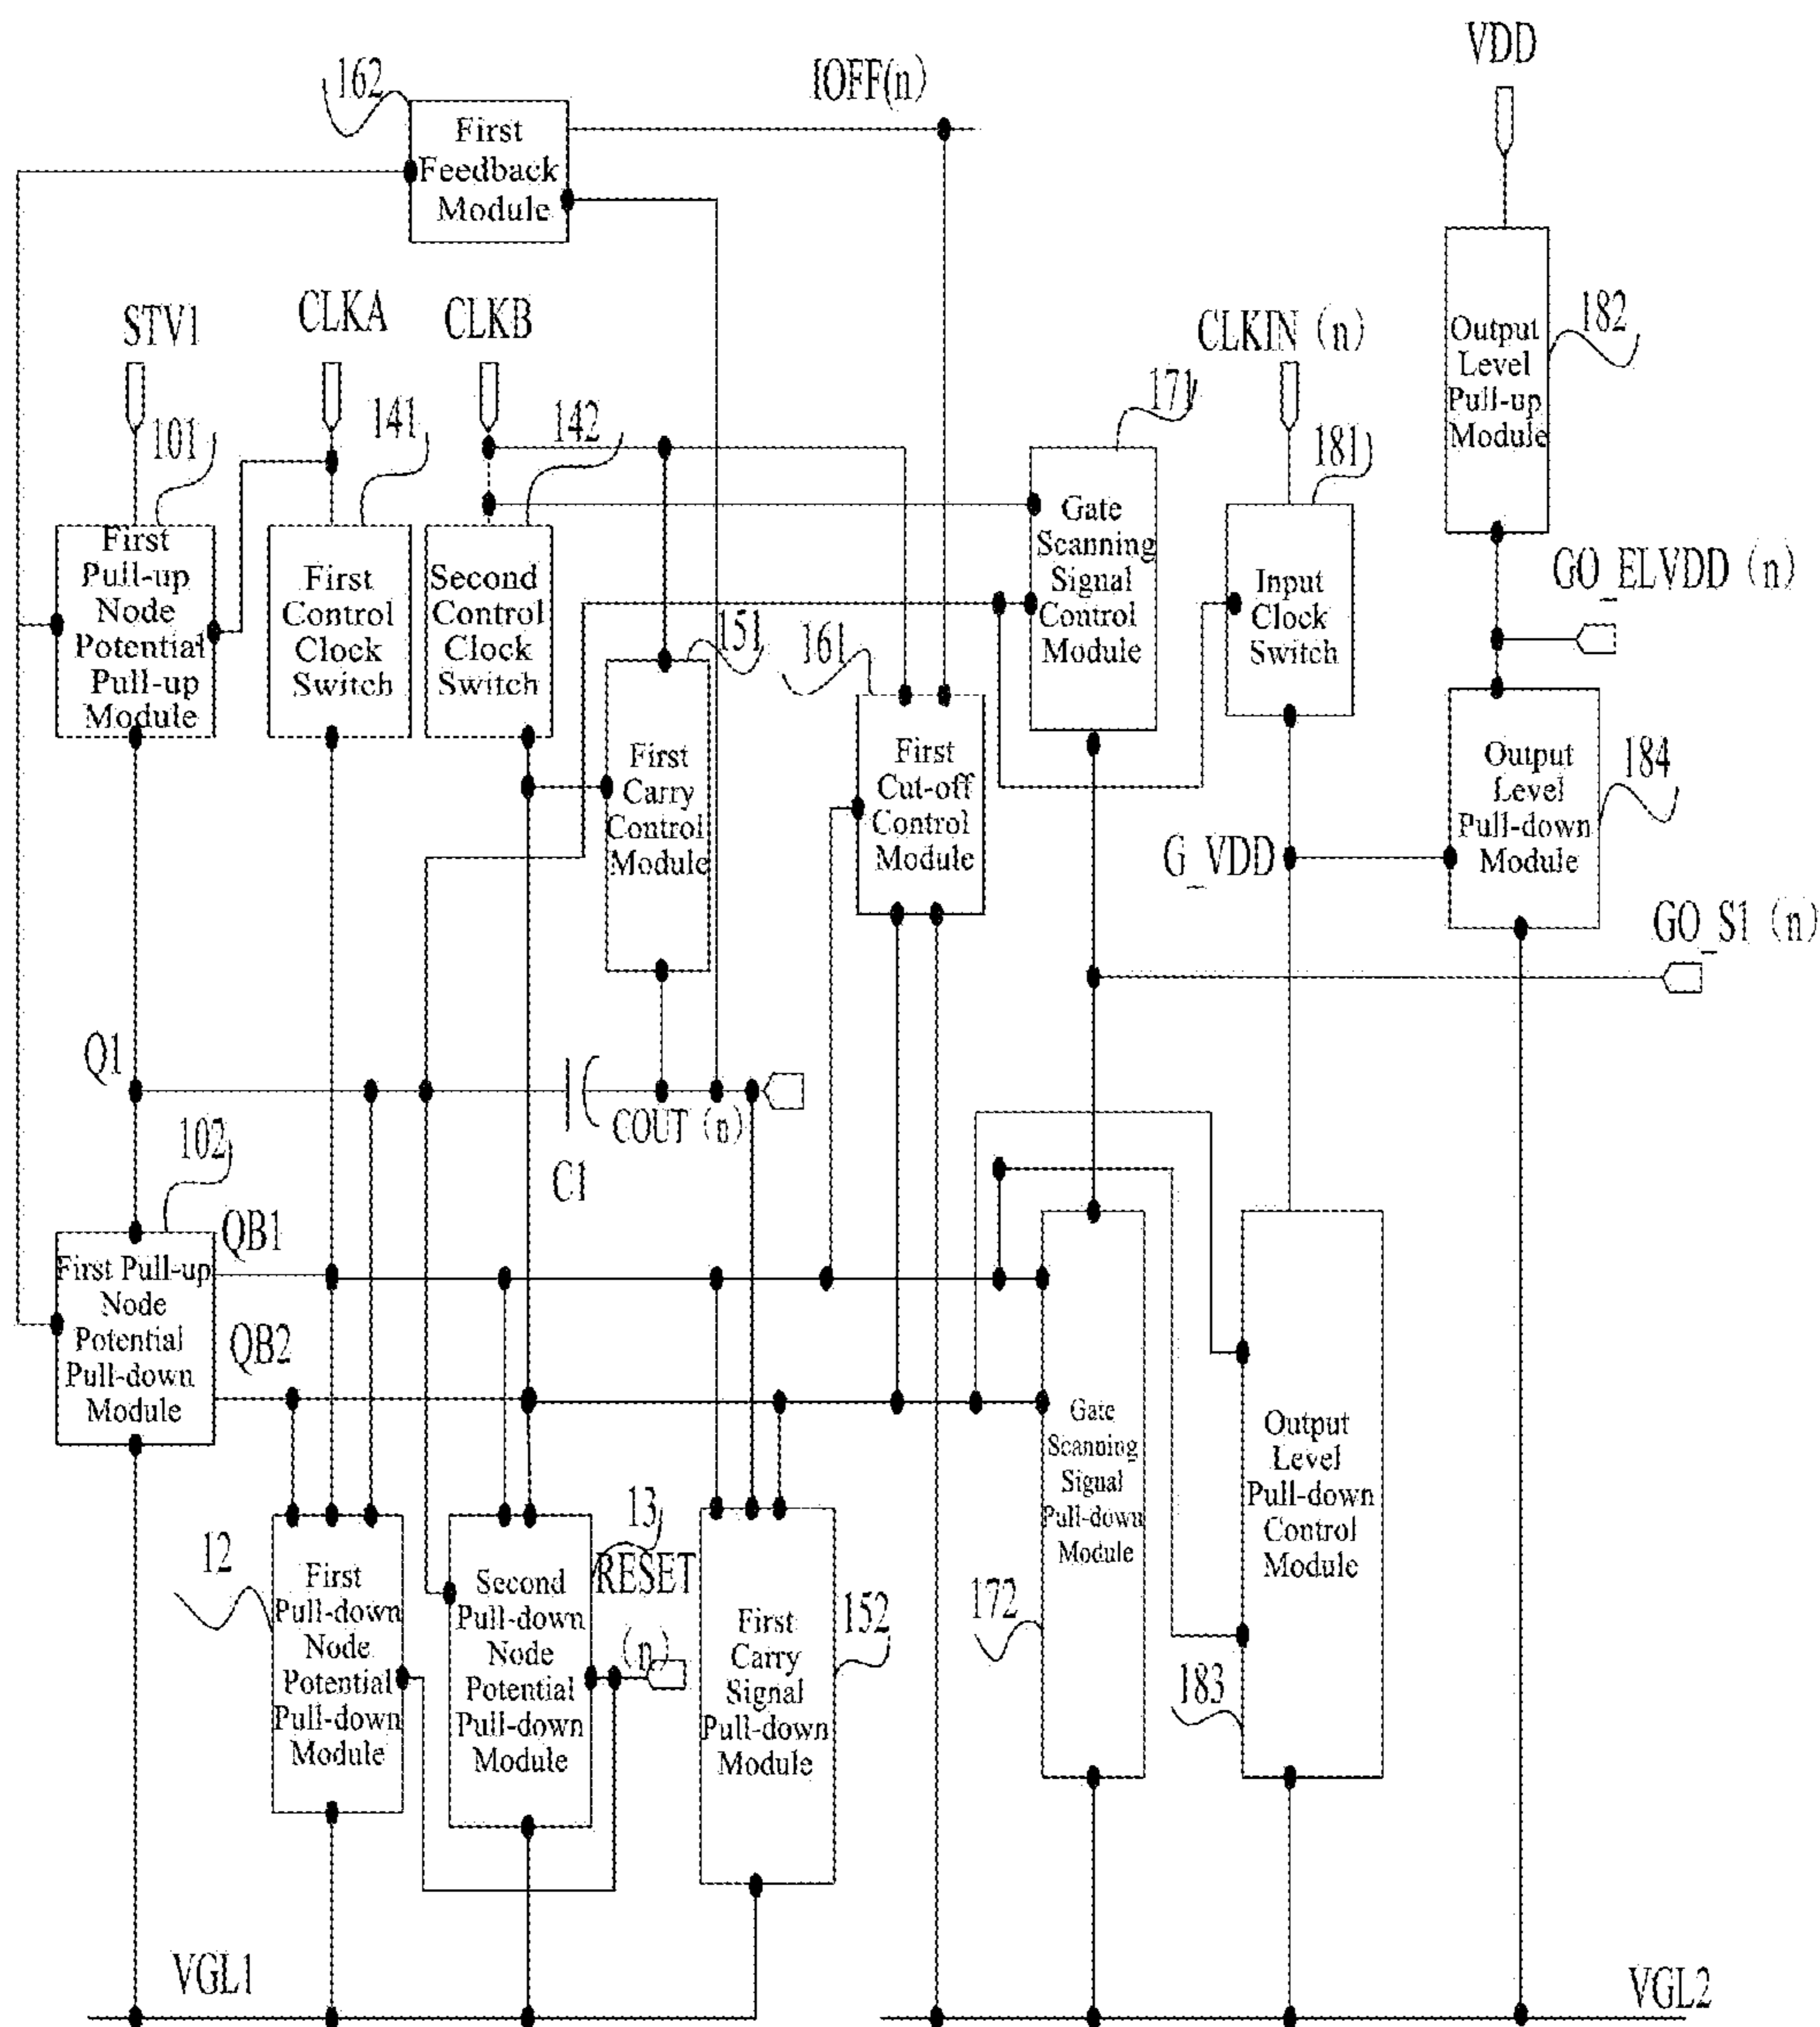 VDD
162
IOFF(n)
First
Feedback
Module
STV1
CLKA
CLKB
CLKIN (n)
182
Output
Level
Pull-up
Module
171
101
141
142
181
First
Pull-up
Node
Potential
Pull-up
Module
First
Control
Clock
Switch
Second
Control
Clock
Switch
Gate
Scanning
Signal
Control
Module
Input
Clock
Switch
GO_ELVDD (n)
151
161
First
Carry
Control
Module
First
Cut-off
Control
Module
Output
Level
Pull-down
Module
184
G_VDD
GO_S1 (n)
Q1
COUT (n)
C1
102
QB1
First Pull-up
Node
Potential
Pull-down
Module
QB2
Gate
Scanning
Signal
Pull-down
Module
Output
Level
Pull-down
Control
Module
12
First
Pull-down
Node
Potential
Pull-down
Module
Second
Pull-down
Node
Potential
Pull-down
Module
13
RESET
(n)
First
Carry
Signal
Pull-down
Module
152
172
183
VGL1
VGL2